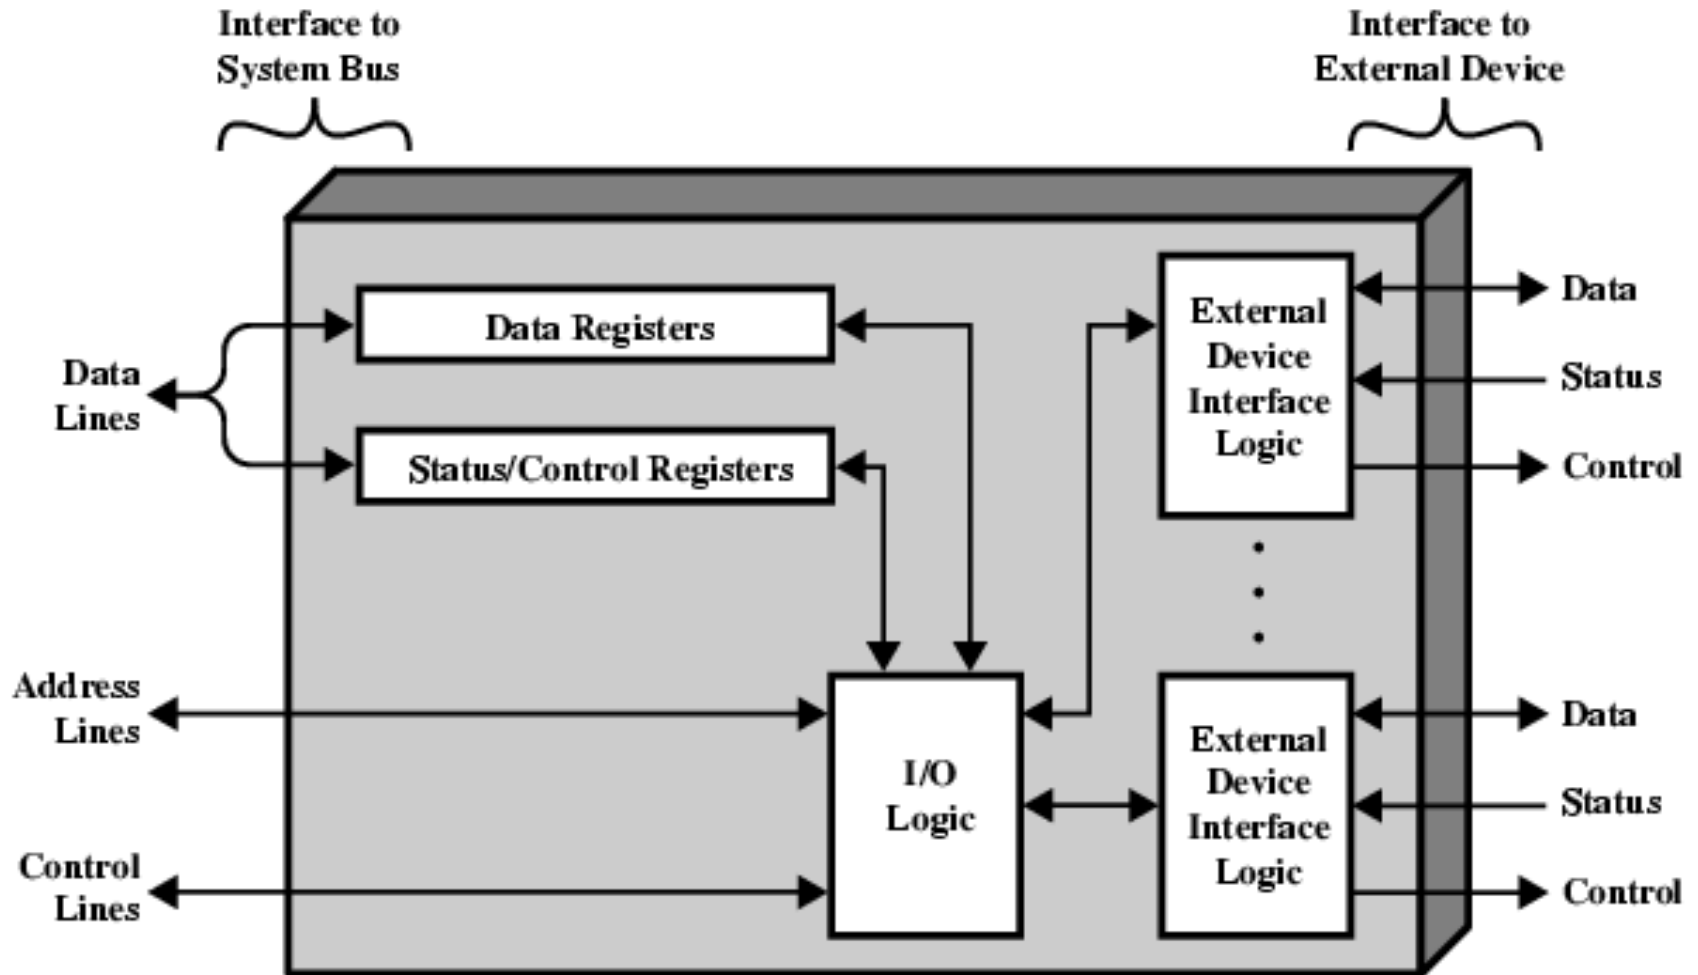 Interface to
System Bus
Interface to
External Device
Data Registers
Status/Control Registers
Data
Lines
Address
Lines
Control
Lines
I/O
Logic
External
Device
Interface
Logic
Data
Status
Control
External
Device
Interface
Logic
Data
Status
Control